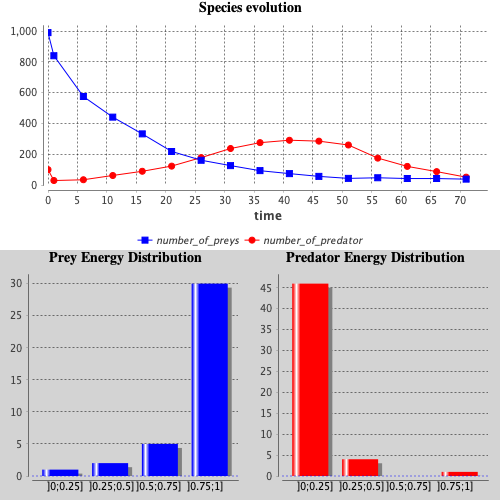 Species evolution
1,000
800
600
400
200
0
0 5 10 15 20 25 30 35 40 45 50 55 60 65 70
time
number_of_preys number_of_predator
Prey Energy Distribution
30
25
20
15
10
5
0
]0;0.25] ]0.25;0.5] ]0.5;0.75] ]0.75;1]
Predator Energy Distribution
45
40
35
30
25
20
15
10
5
0
]0;0.25] ]0.25;0.5] ]0.5;0.75] ]0.75;1]